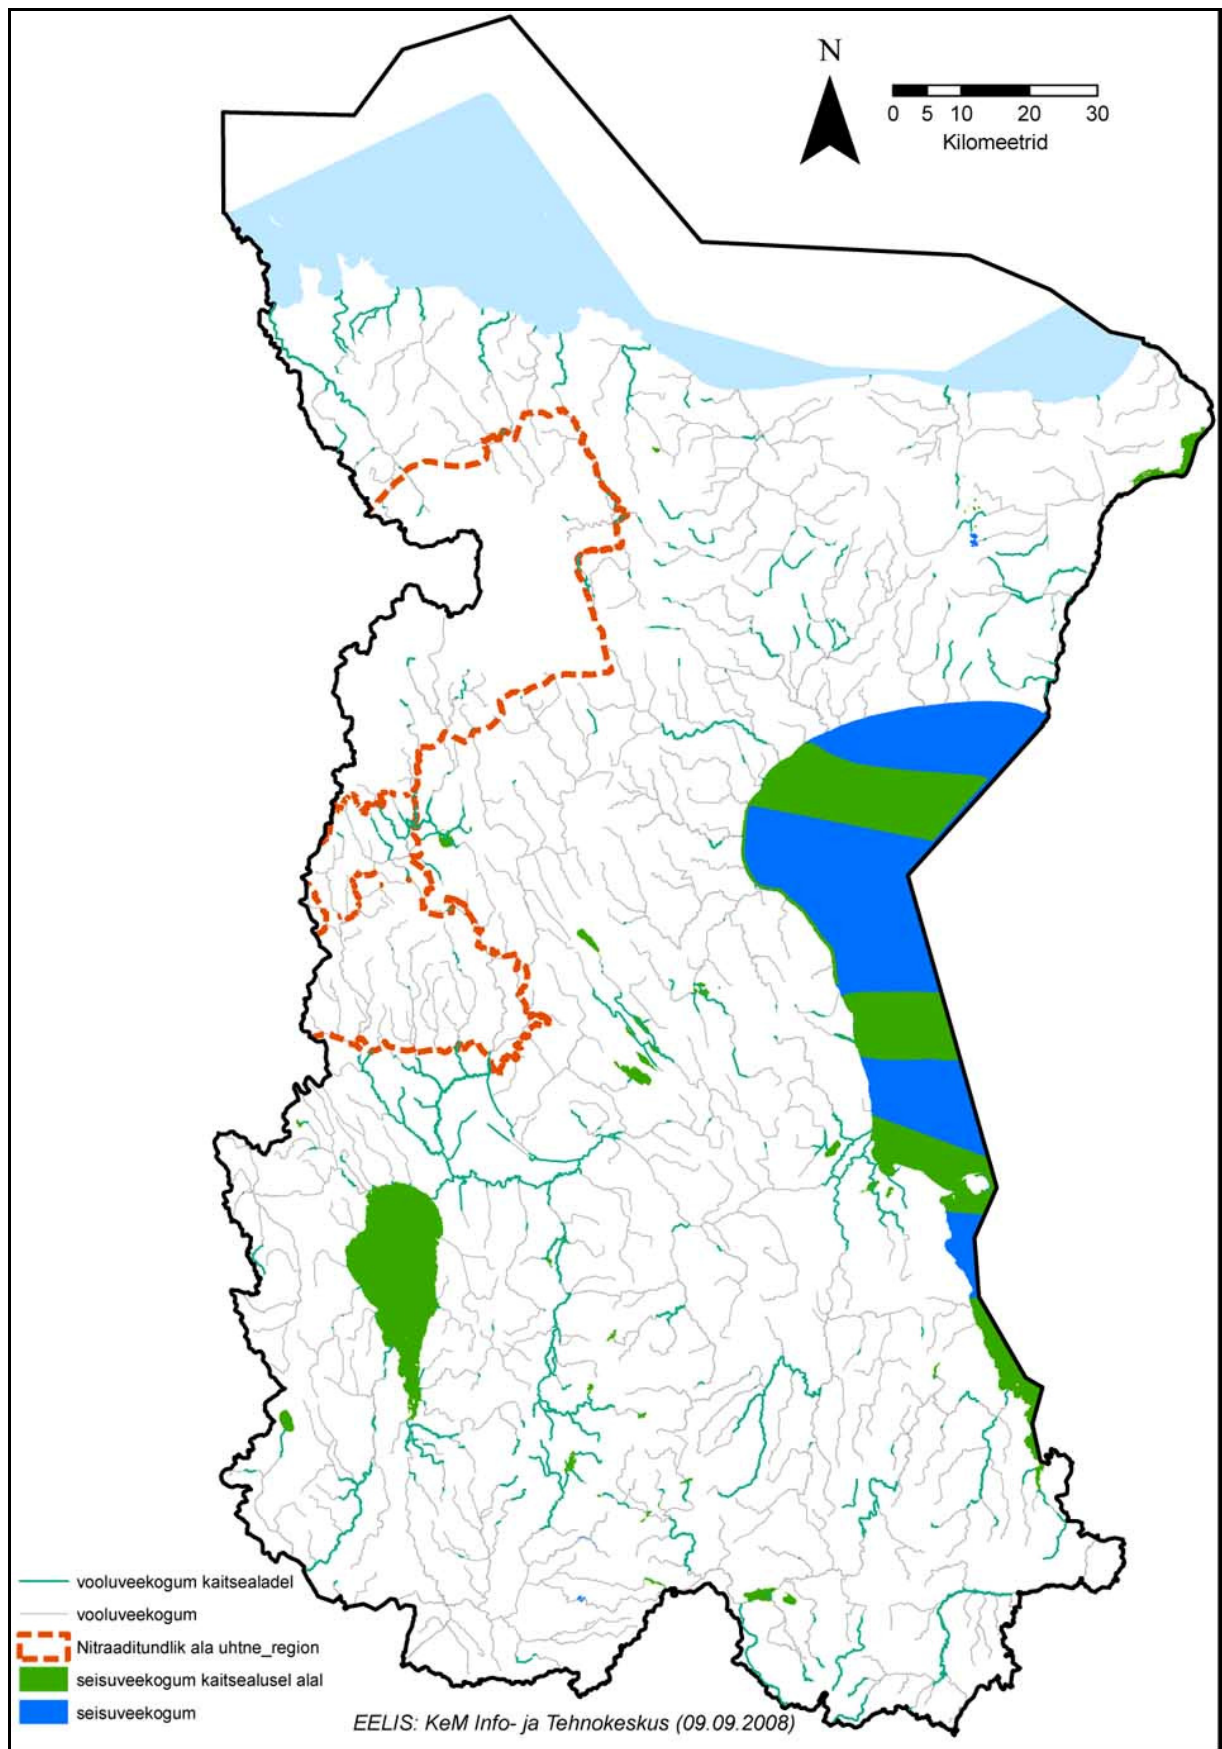 N
0 5 10 20 30
Kilomeetrid
vooluveekogum kaitsealadel
vooluveekogum
Nitraaditundlik ala uhtne_region
seisuveekogum kaitsealusel alal
seisuveekogum
EELIS: KeM Info- ja Tehnokeskus (09.09.2008)